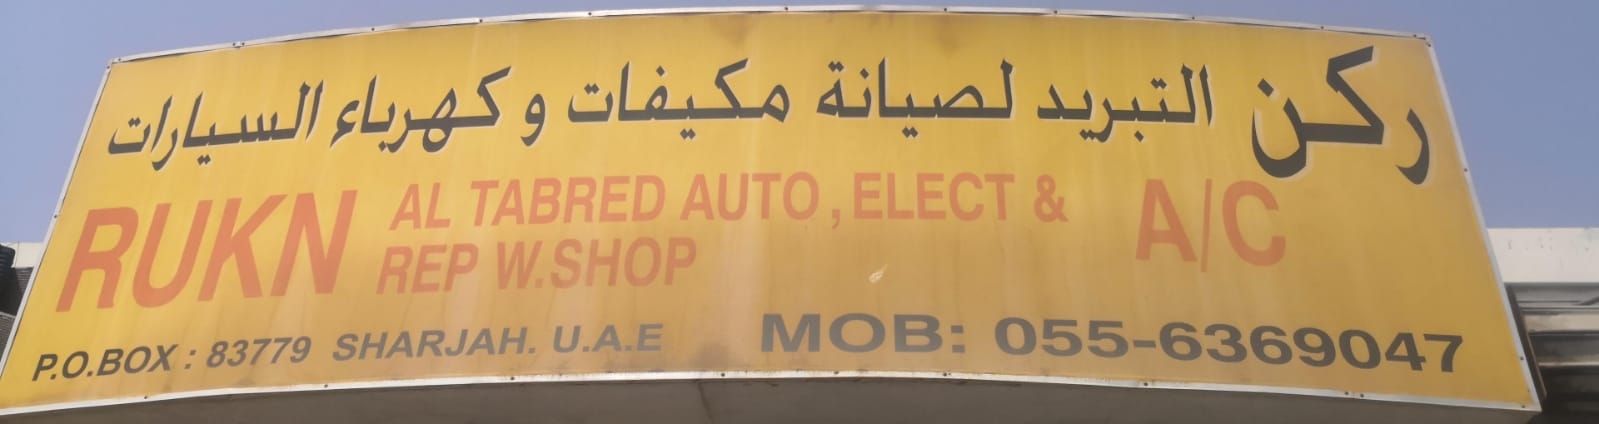 ركن التبريد لصيانة مكيفات و كهرباء السيارات
RUKN AL TABRED AUTO, ELECT & A/C
REP W.SHOP
P.O.BOX : 83779 SHARJAH. U.A.E MOB: 055-6369047